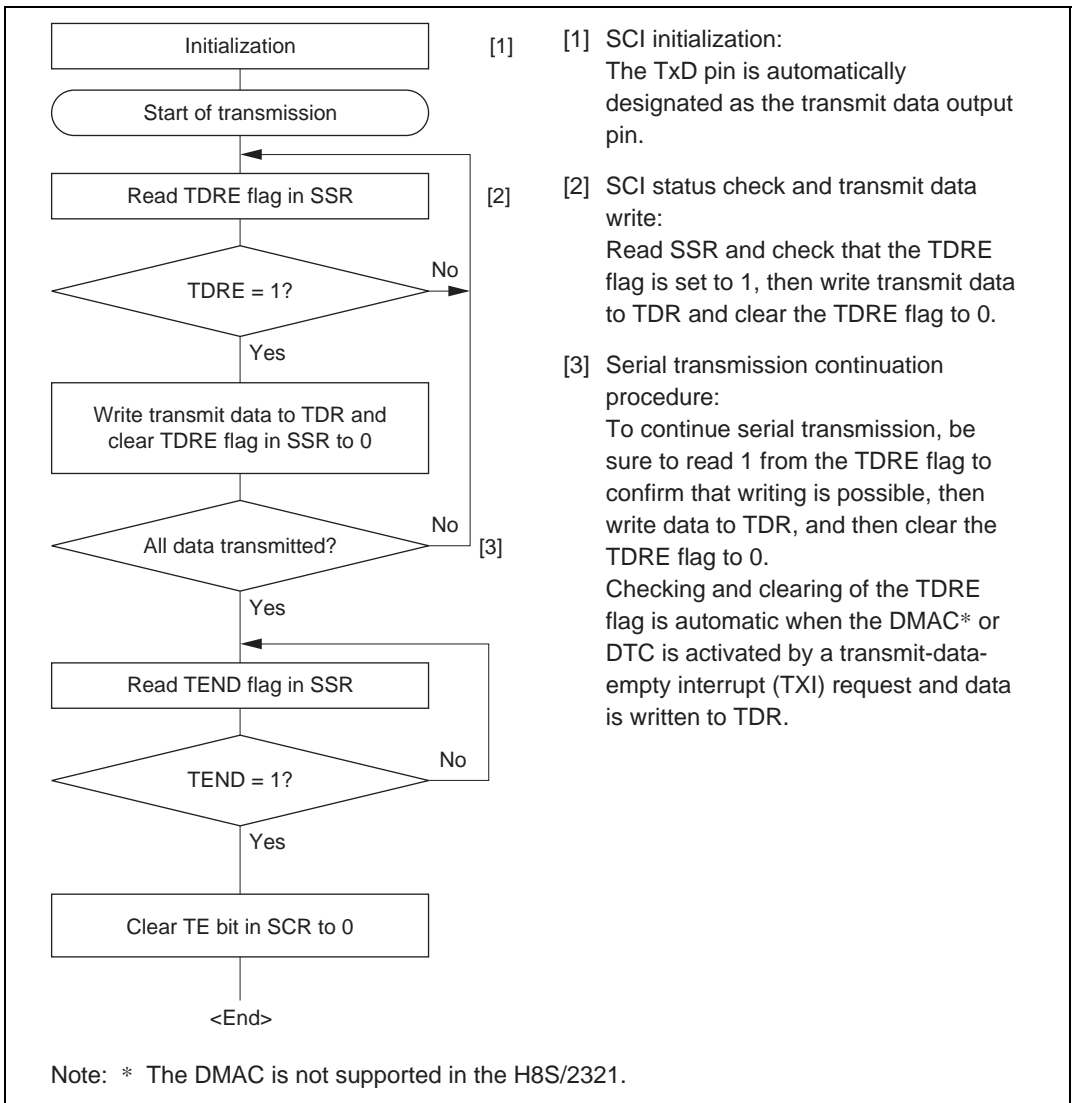 Initialization
[1]
Start of transmission
Read TDRE flag in SSR
[2]
TDRE = 1?
No
Yes
Write transmit data to TDR and
clear TDRE flag in SSR to 0
All data transmitted?
No
[3]
Yes
Read TEND flag in SSR
TEND = 1?
No
Yes
Clear TE bit in SCR to 0
<End>
[1] SCI initialization:
The TxD pin is automatically
designated as the transmit data output
pin.
[2] SCI status check and transmit data
write:
Read SSR and check that the TDRE
flag is set to 1, then write transmit data
to TDR and clear the TDRE flag to 0.
[3] Serial transmission continuation
procedure:
To continue serial transmission, be
sure to read 1 from the TDRE flag to
confirm that writing is possible, then
write data to TDR, and then clear the
TDRE flag to 0.
Checking and clearing of the TDRE
flag is automatic when the DMAC* or
DTC is activated by a transmit-data-
empty interrupt (TXI) request and data
is written to TDR.
Note: * The DMAC is not supported in the H8S/2321.